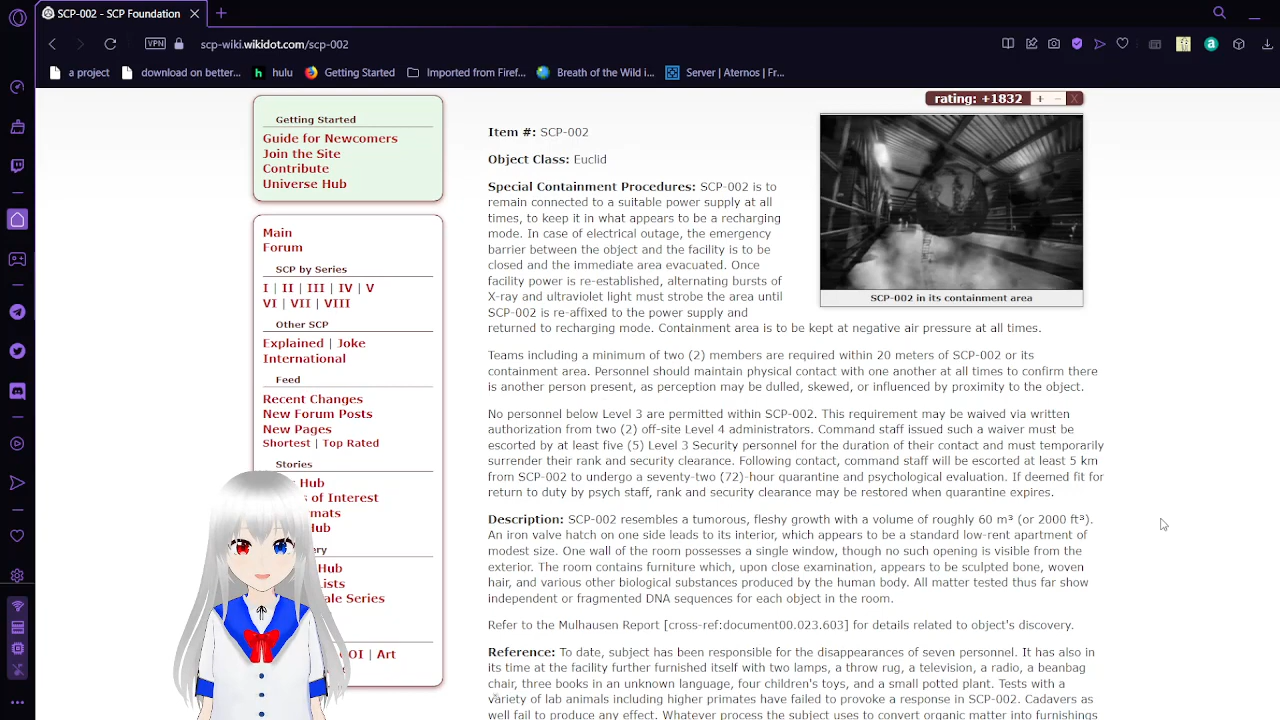 SCP-002 - SCP Foundation
VPN
scp-wiki.wikidot.com/scp-002
a project
download on better...
hulu
Getting Started
Imported from Firef...
Breath of the Wild i...
Server | Aternos | Fr...
Getting Started
Guide for Newcomers
Join the Site
Contribute
Universe Hub
Main
Forum
SCP by Series
I | II | III | IV | V
VI | VII | VIII
Other SCP
Explained | Joke
International
Feed
Recent Changes
New Forum Posts
New Pages
Shortest | Top Rated
Stories
Hub
s of Interest
rmats
Hub
ry
Hub
ists
ale Series
OI | Art
rating: +1832 + – X
Item #: SCP-002
Object Class: Euclid
Special Containment Procedures: SCP-002 is to
remain connected to a suitable power supply at all
times, to keep it in what appears to be a recharging
mode. In case of electrical outage, the emergency
barrier between the object and the facility is to be
closed and the immediate area evacuated. Once
facility power is re-established, alternating bursts of
X-ray and ultraviolet light must strobe the area until
SCP-002 is re-affixed to the power supply and
returned to recharging mode. Containment area is to be kept at negative air pressure at all times.
SCP-002 in its containment area
Teams including a minimum of two (2) members are required within 20 meters of SCP-002 or its
containment area. Personnel should maintain physical contact with one another at all times to confirm there
is another person present, as perception may be dulled, skewed, or influenced by proximity to the object.
No personnel below Level 3 are permitted within SCP-002. This requirement may be waived via written
authorization from two (2) off-site Level 4 administrators. Command staff issued such a waiver must be
escorted by at least five (5) Level 3 Security personnel for the duration of their contact and must temporarily
surrender their rank and security clearance. Following contact, command staff will be escorted at least 5 km
from SCP-002 to undergo a seventy-two (72)-hour quarantine and psychological evaluation. If deemed fit for
return to duty by psych staff, rank and security clearance may be restored when quarantine expires.
Description: SCP-002 resembles a tumorous, fleshy growth with a volume of roughly 60 m³ (or 2000 ft³).
An iron valve hatch on one side leads to its interior, which appears to be a standard low-rent apartment of
modest size. One wall of the room possesses a single window, though no such opening is visible from the
exterior. The room contains furniture which, upon close examination, appears to be sculpted bone, woven
hair, and various other biological substances produced by the human body. All matter tested thus far show
independent or fragmented DNA sequences for each object in the room.
Refer to the Mulhausen Report [cross-ref:document00.023.603] for details related to object's discovery.
Reference: To date, subject has been responsible for the disappearances of seven personnel. It has also in
its time at the facility further furnished itself with two lamps, a throw rug, a television, a radio, a beanbag
chair, three books in an unknown language, four children's toys, and a small potted plant. Tests with a
variety of lab animals including higher primates have failed to provoke a response in SCP-002. Cadavers as
well fail to produce any effect. Whatever process the subject uses to convert organic matter into furnishings